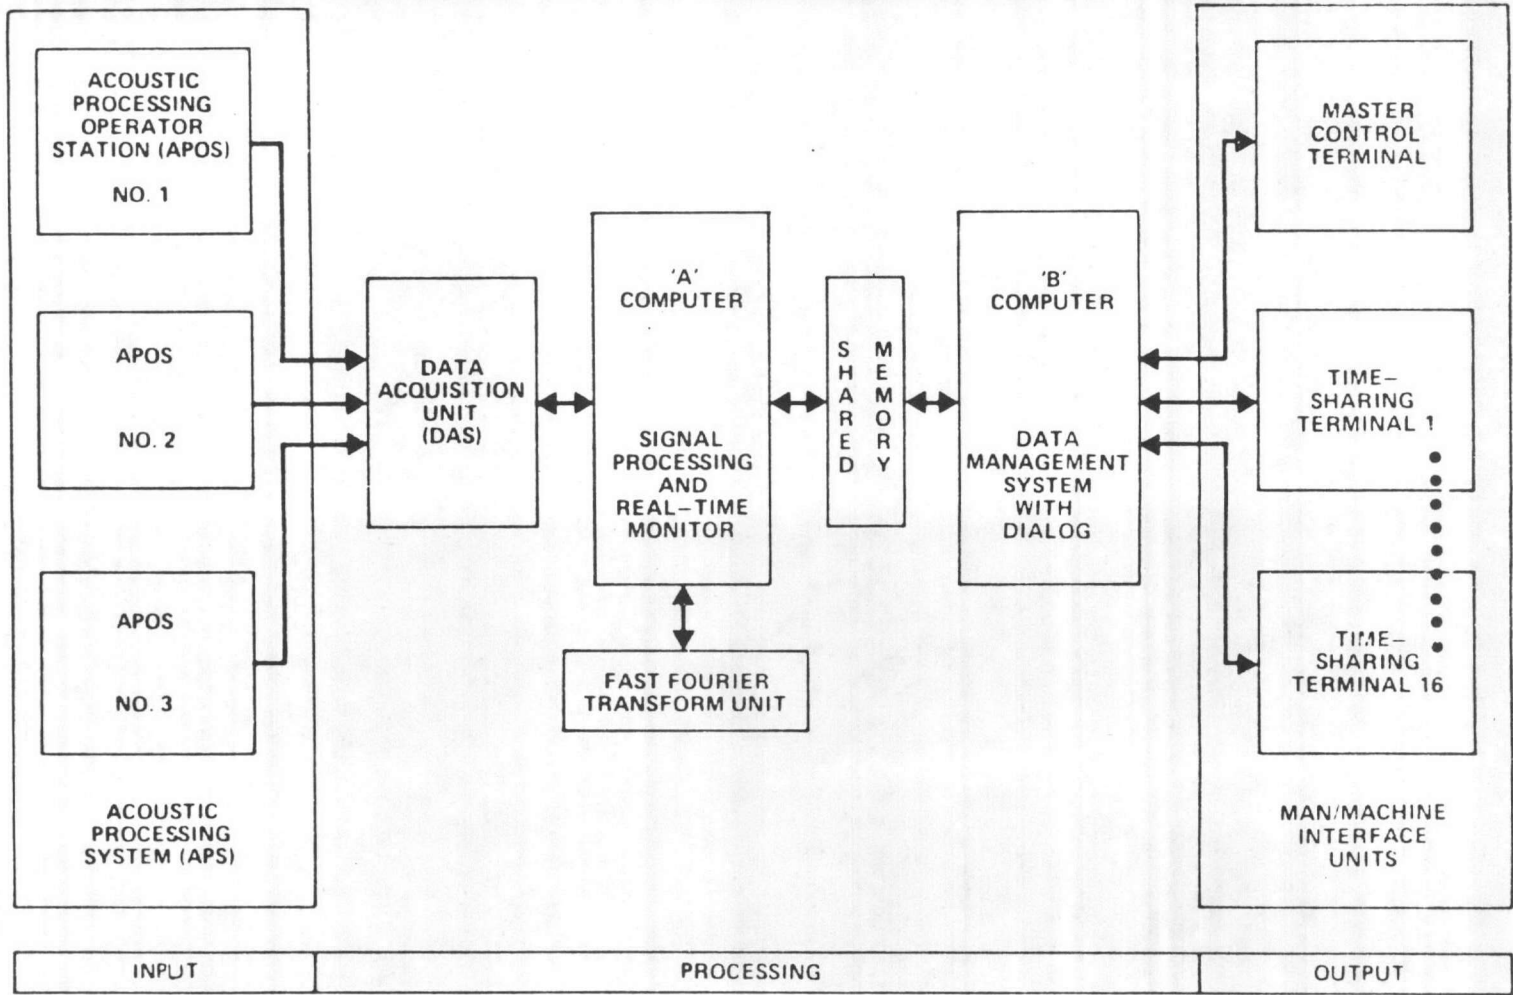 ACOUSTIC
PROCESSING
OPERATOR
STATION (APOS)
NO. 1
APOS
NO. 2
APOS
NO. 3
ACOUSTIC
PROCESSING
SYSTEM (APS)
DATA
ACQUISITION
UNIT
(DAS)
'A'
COMPUTER
SIGNAL
PROCESSING
AND
REAL-TIME
MONITOR
FAST FOURIER
TRANSFORM UNIT
SHARED
MEMORY
'B'
COMPUTER
DATA
MANAGEMENT
SYSTEM
WITH
DIALOG
MASTER
CONTROL
TERMINAL
TIME-
SHARING
TERMINAL 1
TIME-
SHARING
TERMINAL 16
MAN/MACHINE
INTERFACE
UNITS
INPUT
PROCESSING
OUTPUT